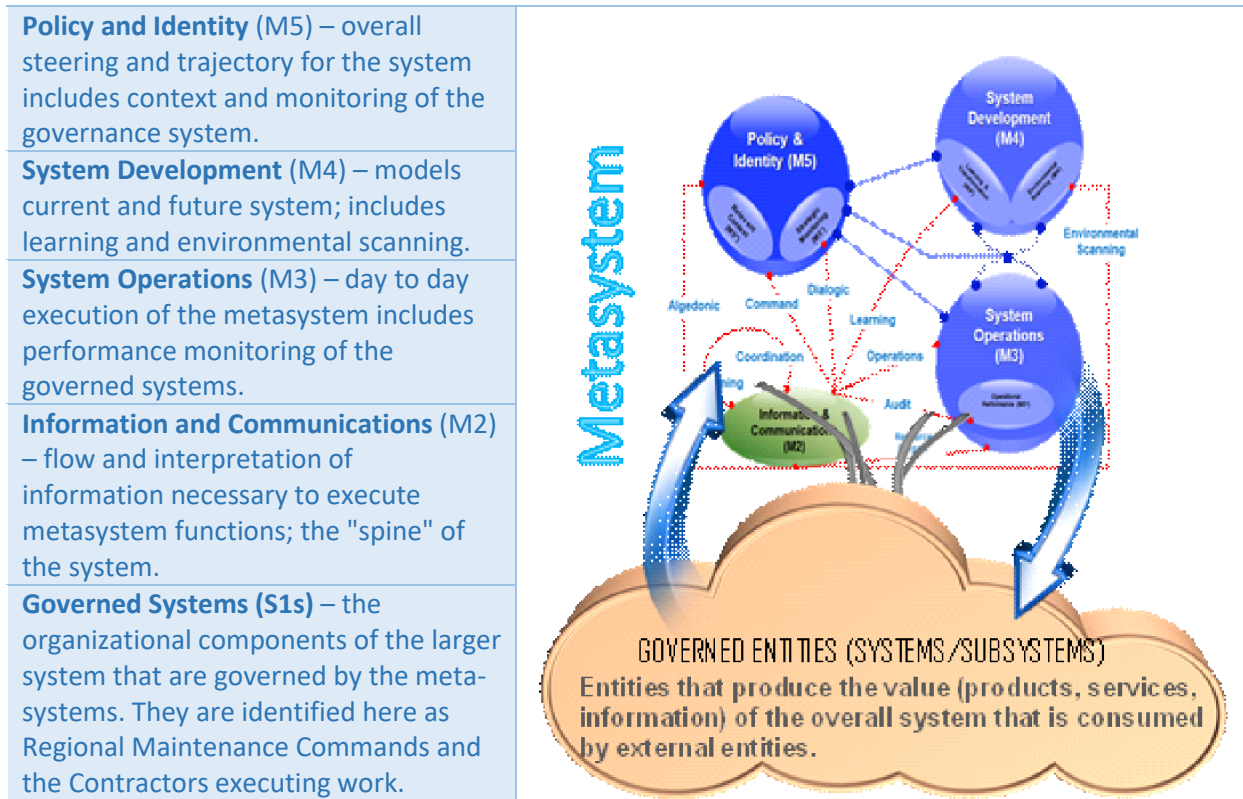 Policy and Identity (M5) – overall
steering and trajectory for the system
includes context and monitoring of the
governance system.
System Development (M4) – models
current and future system; includes
learning and environmental scanning.
System Operations (M3) – day to day
execution of the metasystem includes
performance monitoring of the
governed systems.
Information and Communications (M2)
– flow and interpretation of
information necessary to execute
metasystem functions; the "spine" of
the system.
Governed Systems (S1s) – the
organizational components of the larger
system that are governed by the meta-
systems. They are identified here as
Regional Maintenance Commands and
the Contractors executing work.
Metasystem
Policy &
Identity (M5)
System
Development
(M4)
Environmental
Scanning
Algedonic
Command
Dialogic
Learning
System
Operations
(M3)
Coordination
Operations
Information &
Communication
(M2)
Audit
GOVERNED ENTITIES (SYSTEMS/SUBSYSTEMS)
Entities that produce the value (products, services,
information) of the overall system that is consumed
by external entities.